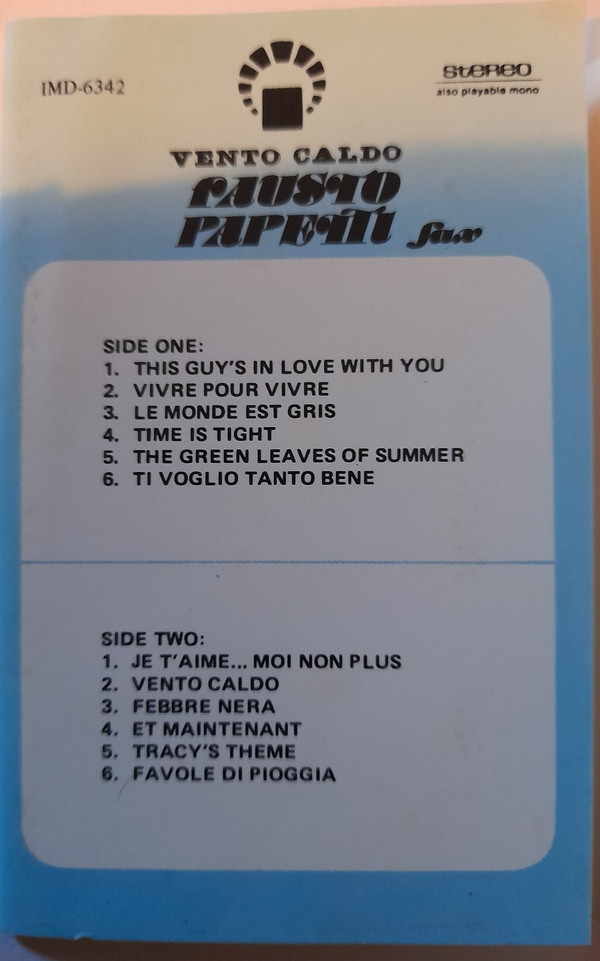 IMD-6342
STEREO
also playable mono
VENTO CALDO
FAUSTO
PAPETTI sax
SIDE ONE:
1. THIS GUY'S IN LOVE WITH YOU
2. VIVRE POUR VIVRE
3. LE MONDE EST GRIS
4. TIME IS TIGHT
5. THE GREEN LEAVES OF SUMMER
6. TI VOGLIO TANTO BENE
SIDE TWO:
1. JE T'AIME... MOI NON PLUS
2. VENTO CALDO
3. FEBBRE NERA
4. ET MAINTENANT
5. TRACY'S THEME
6. FAVOLE DI PIOGGIA